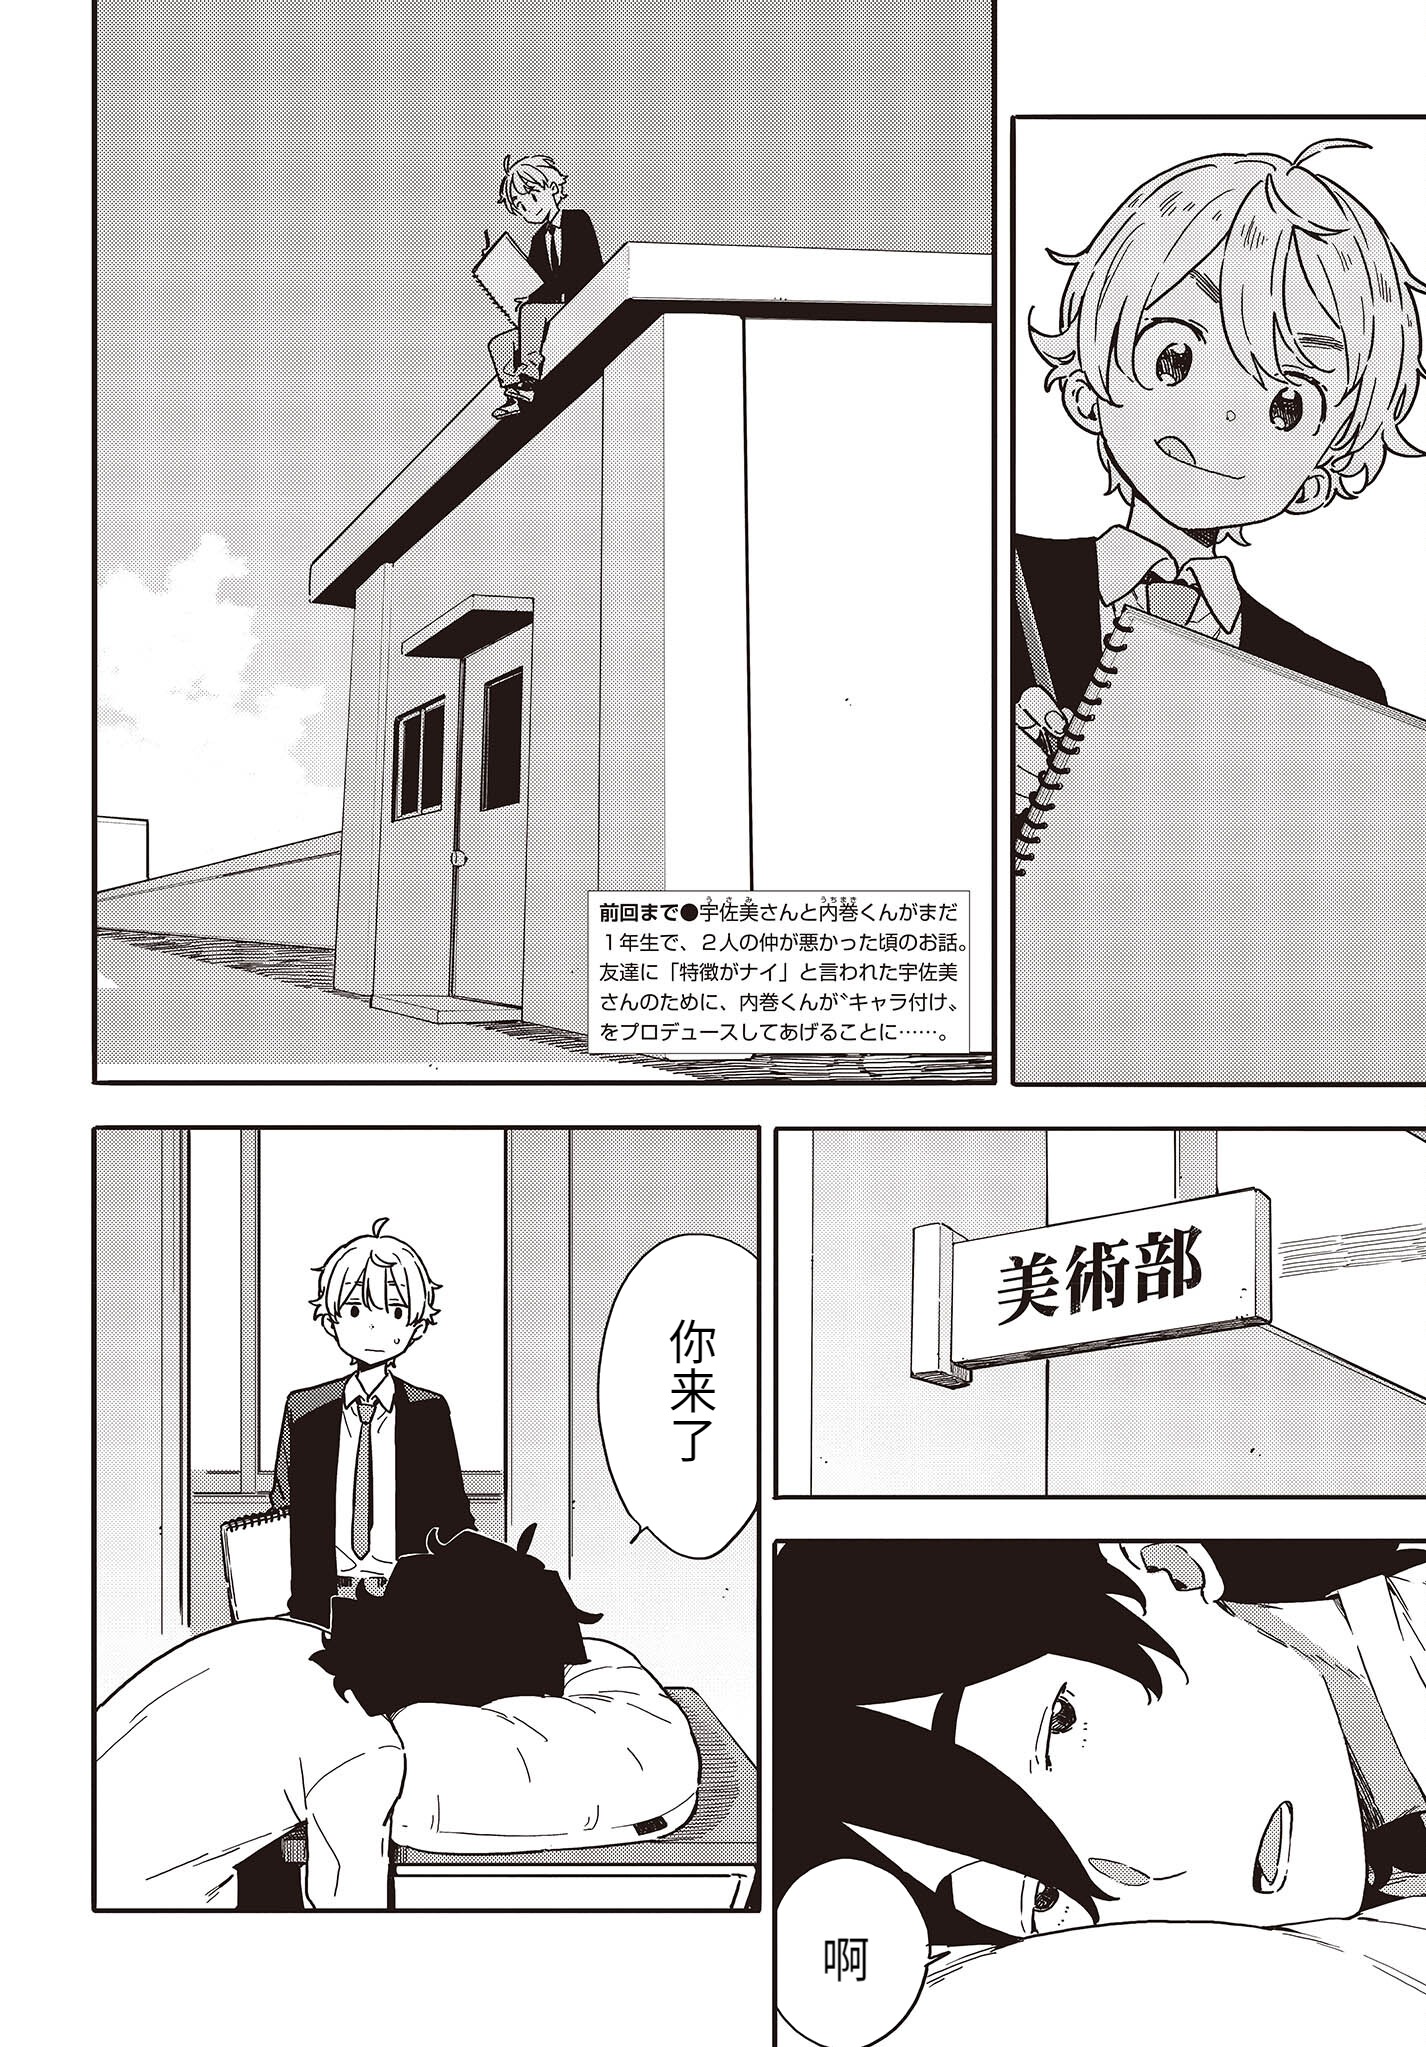 前回まで●宇佐美さんと内巻くんがまだ
１年生で、２人の仲が悪かった頃のお話。
友達に「特徴がナイ」と言われた宇佐美
さんのために、内巻くんが〝キャラ付け〟
をプロデュースしてあげることに……。
美術部
啊
你来了